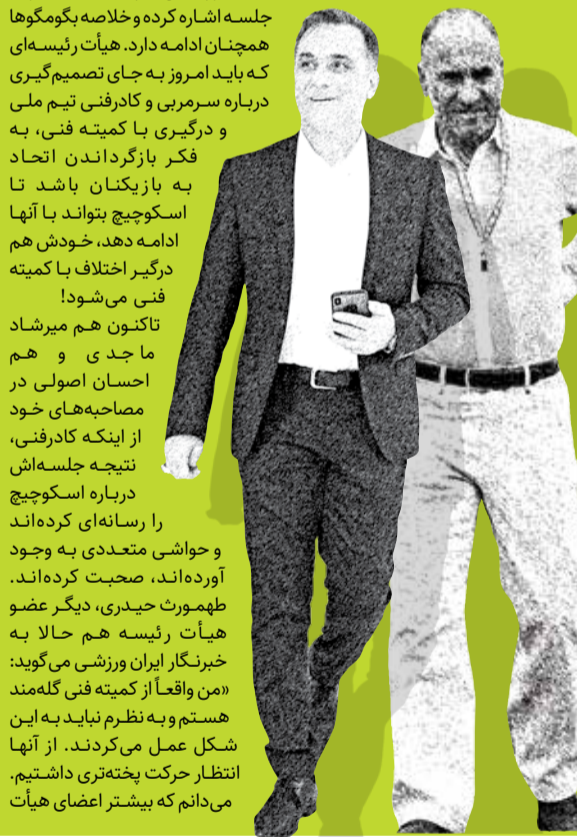 جلسه اشاره کرده و خلاصه بگومگوها
همچنان ادامه دارد. هیأت رئیسه‌ای
که باید امروز به جای تصمیم‌گیری
درباره سرمربی و کادرفنی تیم ملی
و درگیری با کمیته فنی، به
فکر بازگرداندن اتحاد
به بازیکنان باشد تا
اسکوچیچ بتواند با آنها
ادامه دهد، خودش هم
درگیر اختلاف با کمیته
فنی می‌شود!
تاکنون هم میرشاد
ماجدی و هم
احسان اصولی در
مصاحبه‌های خود
از اینکه کادرفنی،
نتیجه جلسه‌اش
درباره اسکوچیچ
را رسانه‌ای کرده‌اند
و حواشی متعددی به وجود
آورده‌اند، صحبت کرده‌اند.
طهمورث حیدری، دیگر عضو
هیأت رئیسه هم حالا به
خبرنگار ایران ورزشی می‌گوید:
«من واقعاً از کمیته فنی گله‌مند
هستم و به نظرم نباید به این
شکل عمل می‌کردند. از آنها
انتظار حرکت پخته‌تری داشتیم.
می‌دانم که بیشتر اعضای هیأت